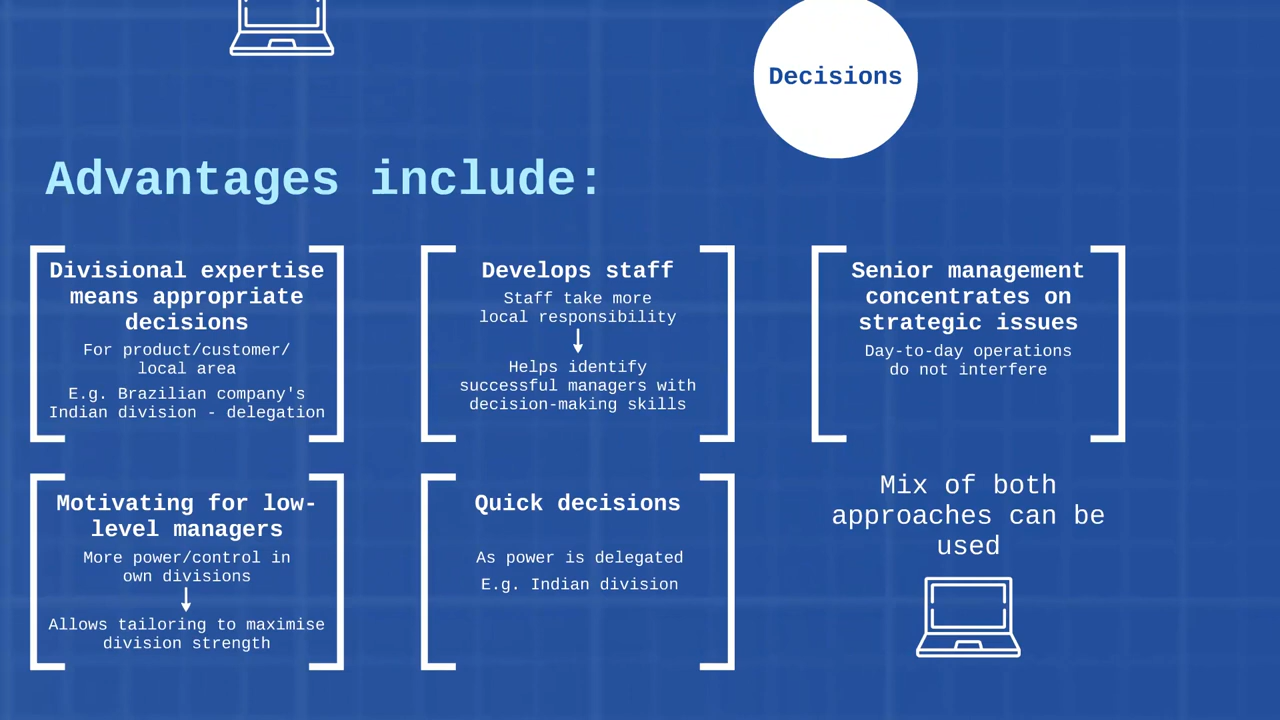 Decisions
Advantages include:
Divisional expertise
means appropriate
decisions
For product/customer/
local area
E.g. Brazilian company's
Indian division - delegation
Develops staff
Staff take more
local responsibility
Helps identify
successful managers with
decision-making skills
Senior management
concentrates on
strategic issues
Day-to-day operations
do not interfere
Motivating for low-
level managers
More power/control in
own divisions
Allows tailoring to maximise
division strength
Quick decisions
As power is delegated
E.g. Indian division
Mix of both
approaches can be
used